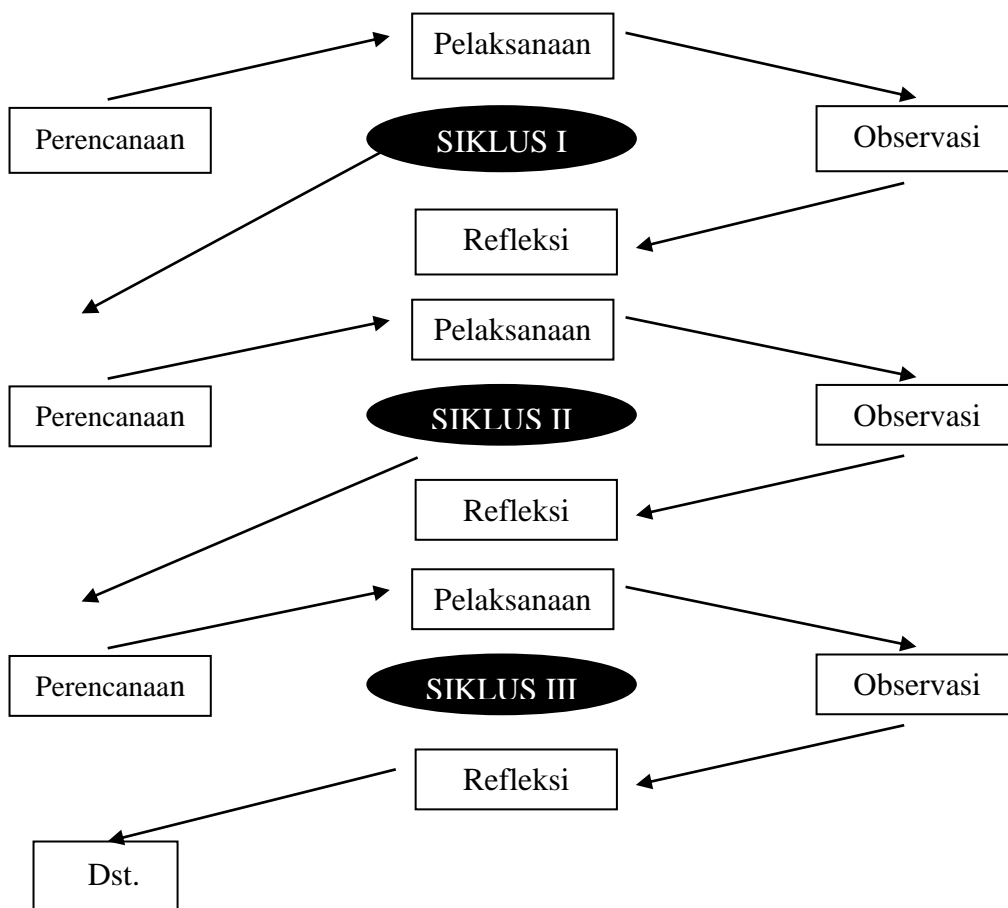 Pelaksanaan
Perencanaan
SIKLUS I
Observasi
Refleksi
Pelaksanaan
Perencanaan
SIKLUS II
Observasi
Refleksi
Pelaksanaan
Perencanaan
SIKLUS III
Observasi
Refleksi
Dst.